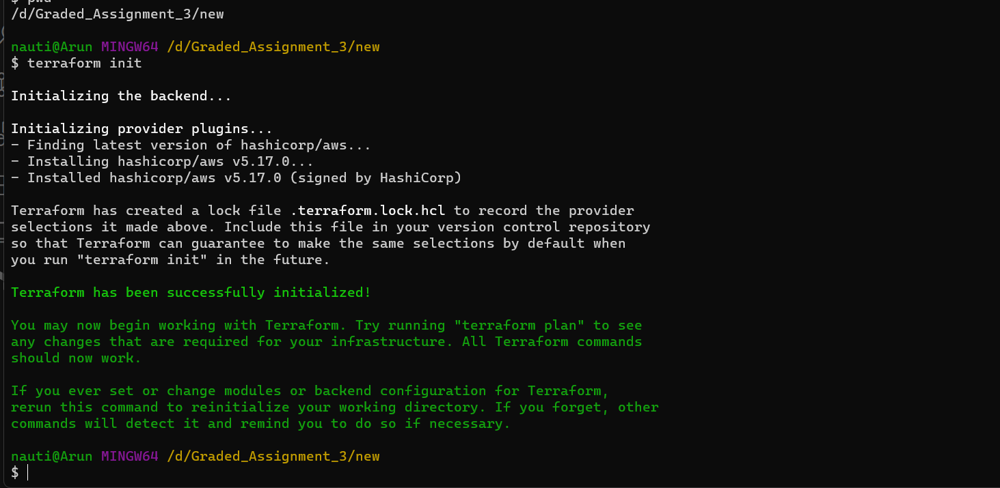 $ pwd
/d/Graded_Assignment_3/new
nauti@Arun MINGW64 /d/Graded_Assignment_3/new
$ terraform init
Initializing the backend...
Initializing provider plugins...
- Finding latest version of hashicorp/aws...
- Installing hashicorp/aws v5.17.0...
- Installed hashicorp/aws v5.17.0 (signed by HashiCorp)
Terraform has created a lock file .terraform.lock.hcl to record the provider
selections it made above. Include this file in your version control repository
so that Terraform can guarantee to make the same selections by default when
you run "terraform init" in the future.
Terraform has been successfully initialized!
You may now begin working with Terraform. Try running "terraform plan" to see
any changes that are required for your infrastructure. All Terraform commands
should now work.
If you ever set or change modules or backend configuration for Terraform,
rerun this command to reinitialize your working directory. If you forget, other
commands will detect it and remind you to do so if necessary.
nauti@Arun MINGW64 /d/Graded_Assignment_3/new
$